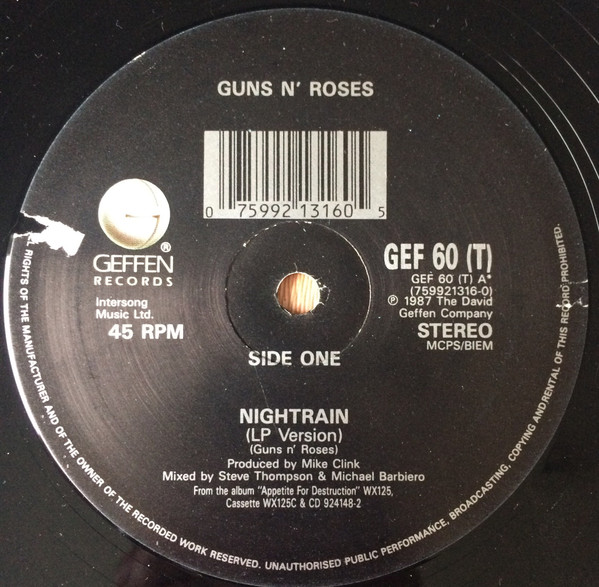 GUNS N' ROSES
0 75992 13160 5
GEFFEN®
RECORDS
Intersong
Music Ltd.
45 RPM
GEF 60 (T)
GEF 60 (T) A*
(759921316-0)
℗ 1987 The David
Geffen Company
STEREO
MCPS/BIEM
SIDE ONE
NIGHTRAIN
(LP Version)
(Guns n' Roses)
Produced by Mike Clink
Mixed by Steve Thompson & Michael Barbiero
From the album "Appetite For Destruction" WX125,
Cassette WX125C & CD 924148-2
RIGHTS OF THE MANUFACTURER AND OF THE OWNER OF THE RECORDED WORK RESERVED. UNAUTHORISED PUBLIC PERFORMANCE, BROADCASTING, COPYING AND RENTAL OF THIS RECORD PROHIBITED.